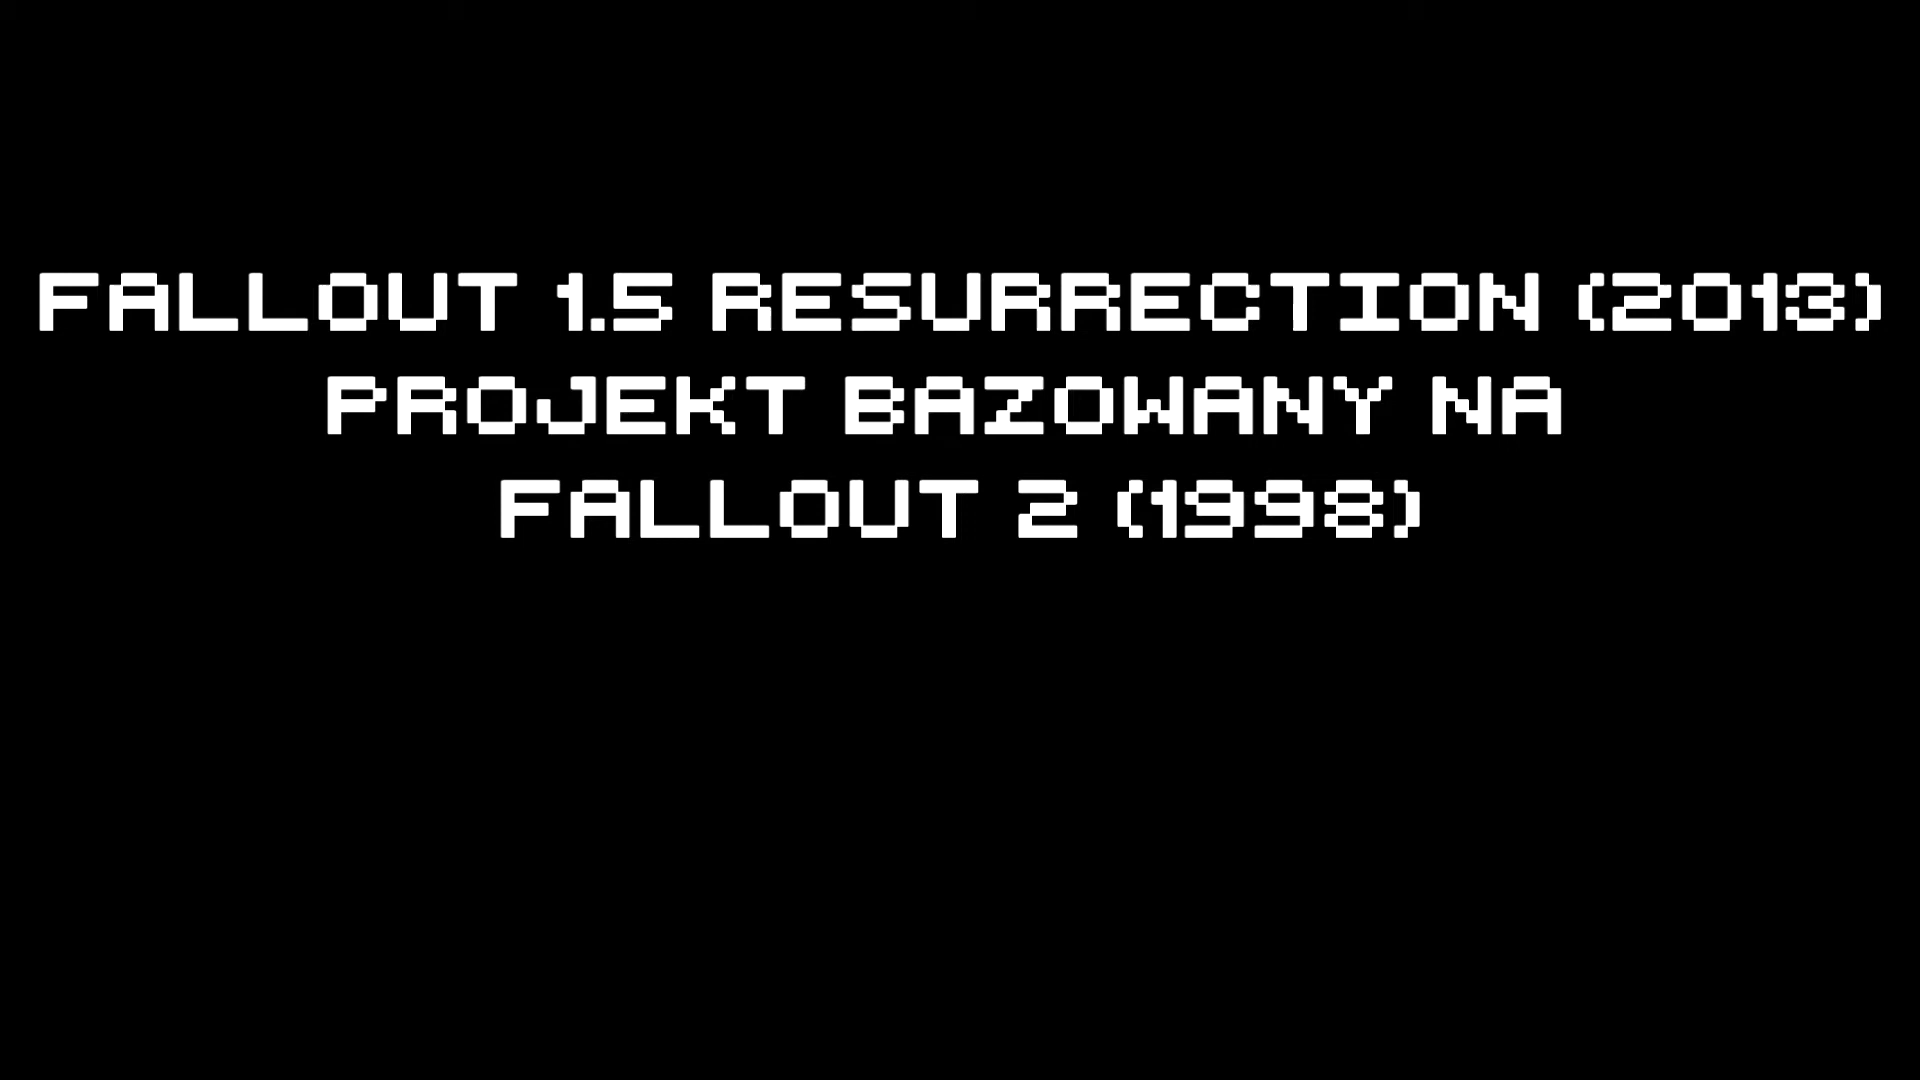 FALLOUT 1.5 RESURRECTION (2013)
PROJEKT BAZOWANY NA
FALLOUT 2 (1998)